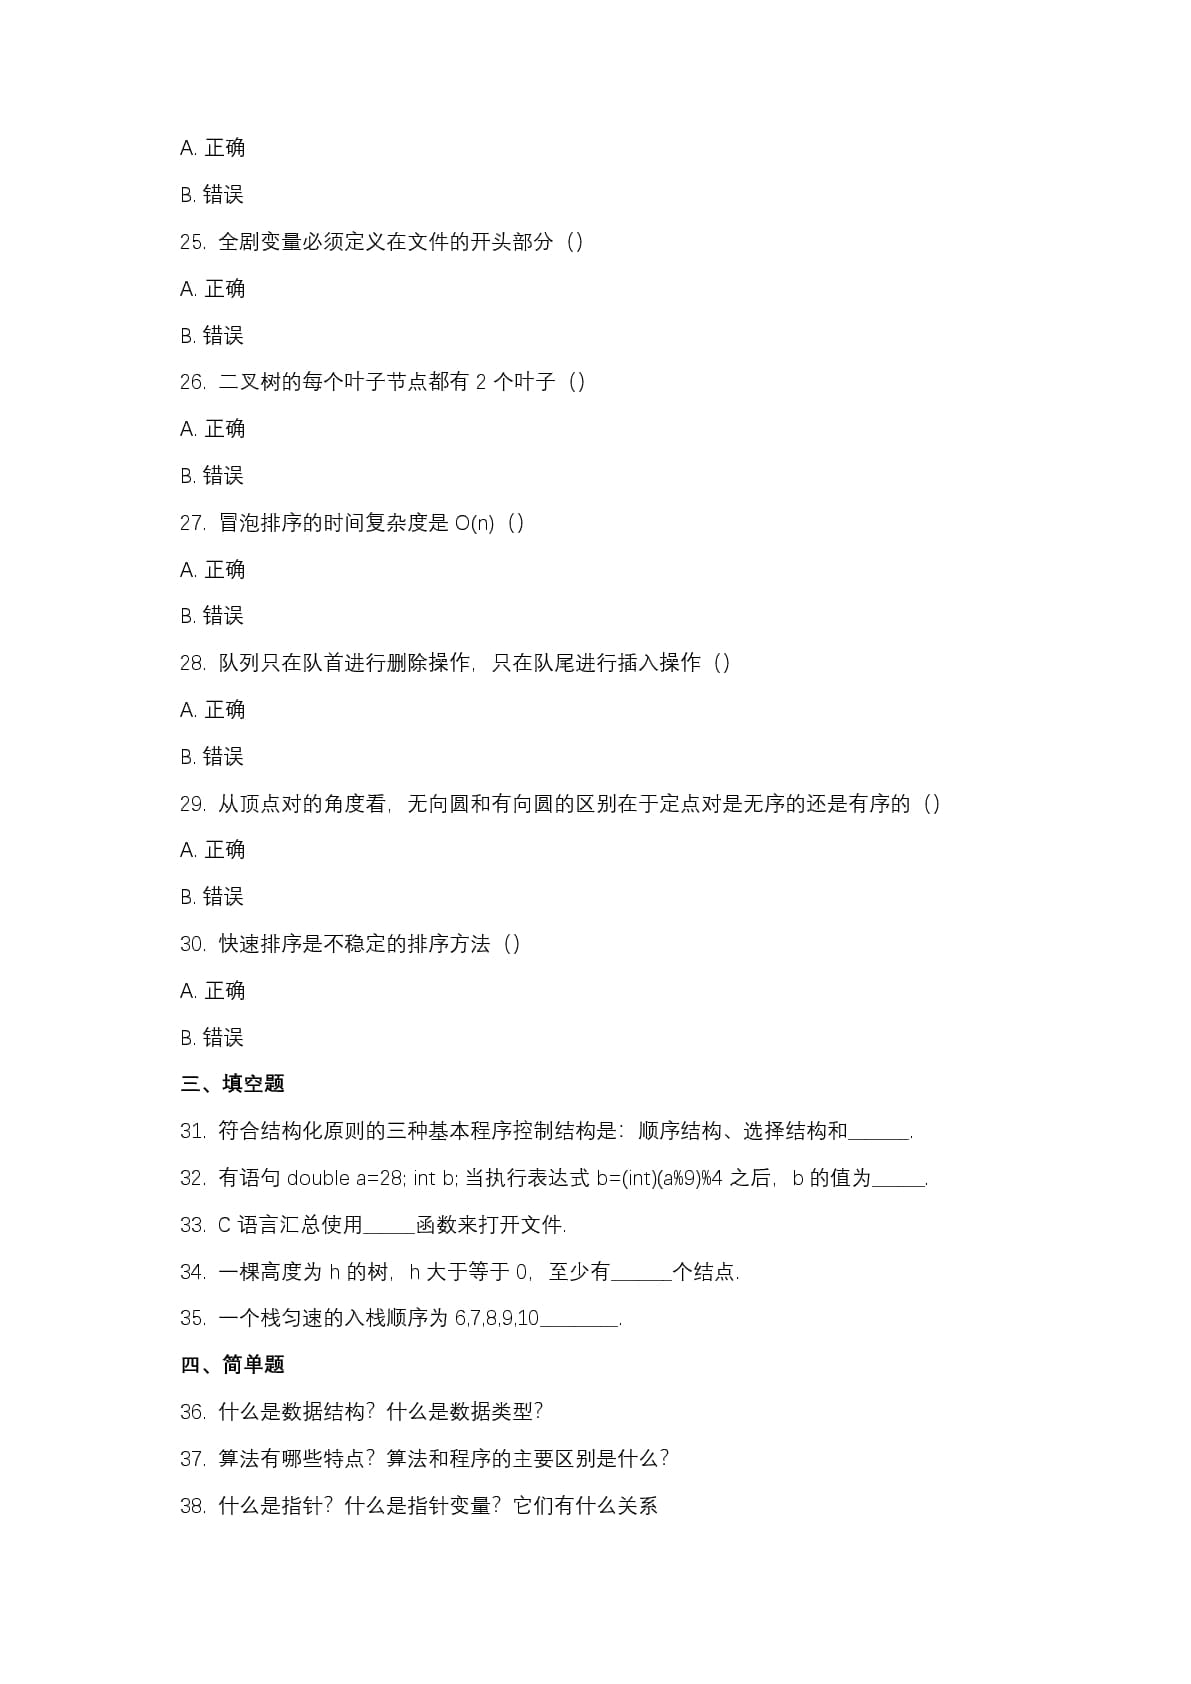 A. 正确
B. 错误
25. 全剧变量必须定义在文件的开头部分（）
A. 正确
B. 错误
26. 二叉树的每个叶子节点都有 2 个叶子（）
A. 正确
B. 错误
27. 冒泡排序的时间复杂度是 O(n)（）
A. 正确
B. 错误
28. 队列只在队首进行删除操作，只在队尾进行插入操作（）
A. 正确
B. 错误
29. 从顶点对的角度看，无向圆和有向圆的区别在于定点对是无序的还是有序的（）
A. 正确
B. 错误
30. 快速排序是不稳定的排序方法（）
A. 正确
B. 错误
三、填空题
31. 符合结构化原则的三种基本程序控制结构是：顺序结构、选择结构和______.
32. 有语句 double a=28; int b; 当执行表达式 b=(int)(a%9)%4 之后，b 的值为_____.
33. C 语言汇总使用_____函数来打开文件.
34. 一棵高度为 h 的树，h 大于等于 0，至少有______个结点.
35. 一个栈匀速的入栈顺序为 6,7,8,9,10________.
四、简单题
36. 什么是数据结构？什么是数据类型？
37. 算法有哪些特点？算法和程序的主要区别是什么？
38. 什么是指针？什么是指针变量？它们有什么关系